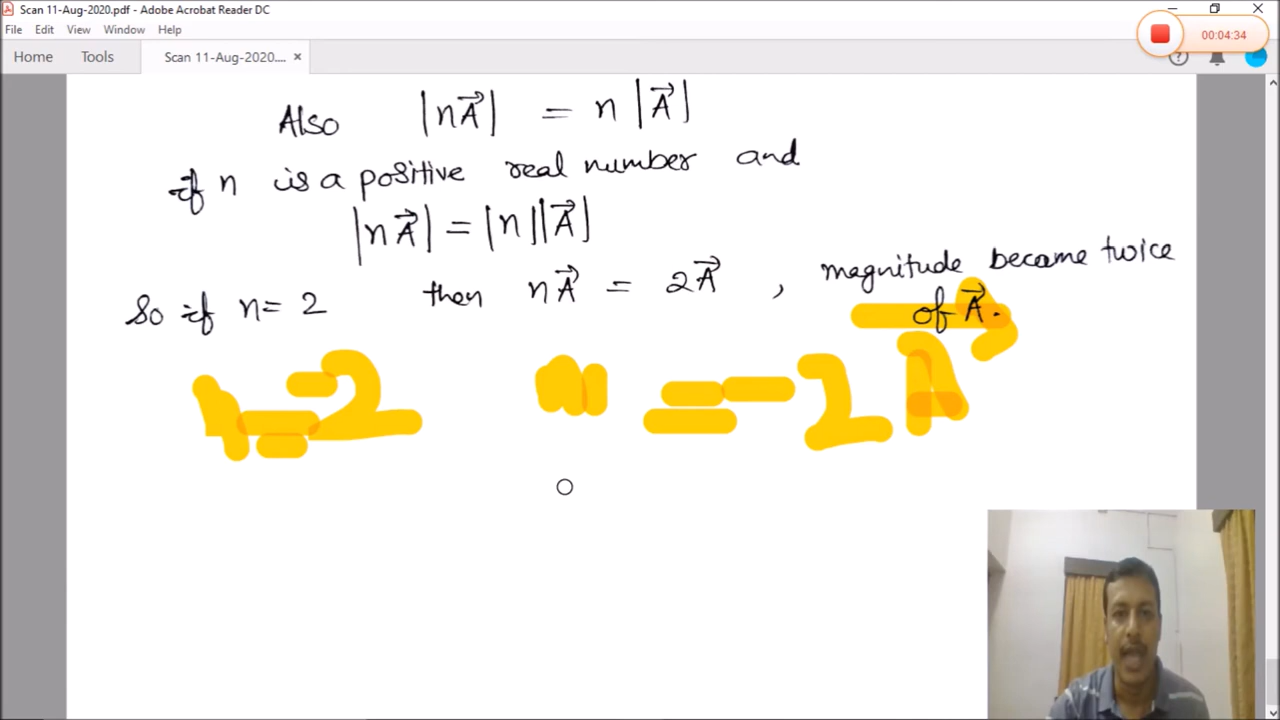 Scan 11-Aug-2020.pdf - Adobe Acrobat Reader DC
File Edit View Window Help
00:04:34
Home Tools Scan 11-Aug-2020.... ×
Also |nA⃗| = n |A⃗|
if n is a positive real number and
|nA⃗| = |n||A⃗|
So if n = 2 then nA⃗ = 2A⃗ , magnitude became twice
of A⃗.
= -2 A